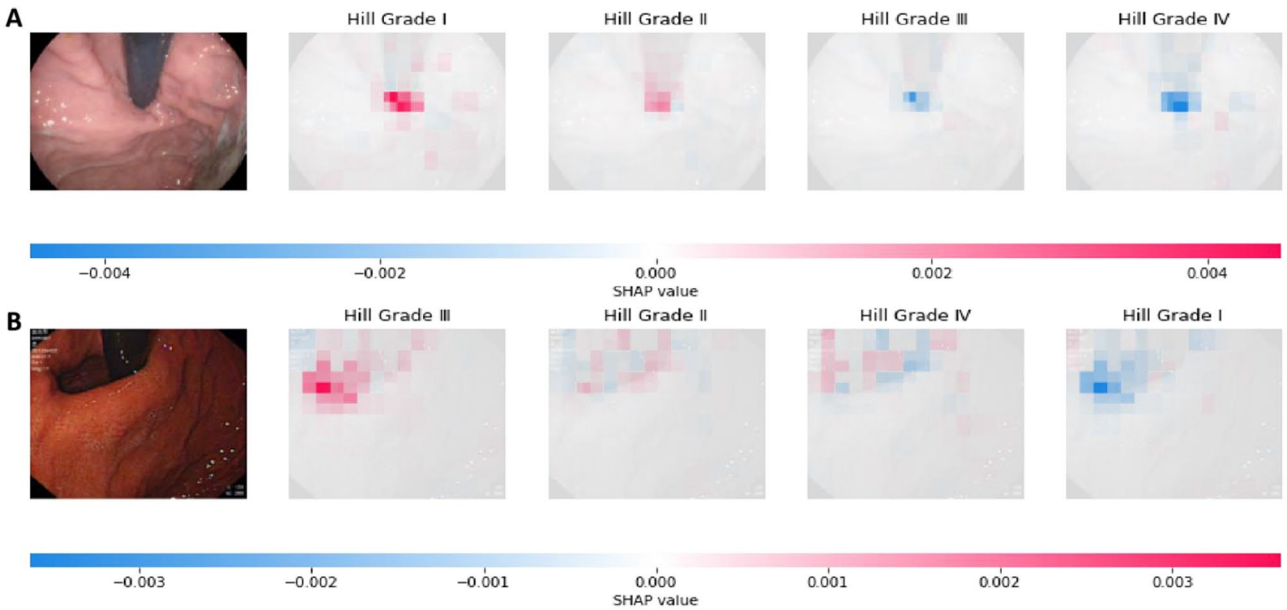 A
Hill Grade I
Hill Grade II
Hill Grade III
Hill Grade IV
−0.004
−0.002
0.000
0.002
0.004
SHAP value
B
Hill Grade III
Hill Grade II
Hill Grade IV
Hill Grade I
−0.003
−0.002
−0.001
0.000
0.001
0.002
0.003
SHAP value